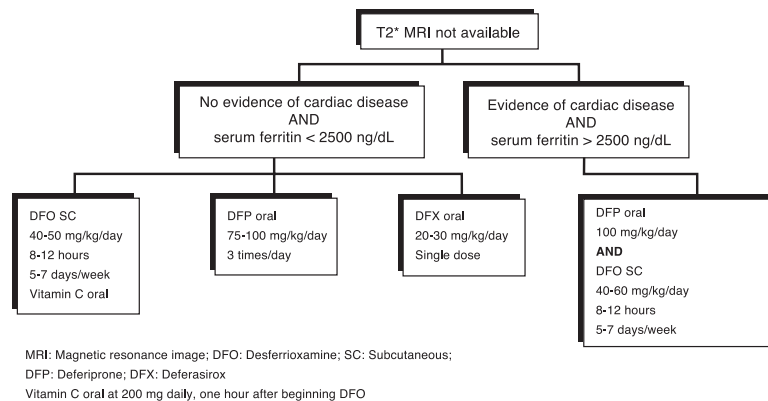 T2* MRI not available
No evidence of cardiac disease
AND
serum ferritin < 2500 ng/dL
Evidence of cardiac disease
AND
serum ferritin > 2500 ng/dL
DFO SC
40-50 mg/kg/day
8-12 hours
5-7 days/week
Vitamin C oral
DFP oral
75-100 mg/kg/day
3 times/day
DFX oral
20-30 mg/kg/day
Single dose
DFP oral
100 mg/kg/day
AND
DFO SC
40-60 mg/kg/day
8-12 hours
5-7 days/week
MRI: Magnetic resonance image; DFO: Desferrioxamine; SC: Subcutaneous;
DFP: Deferiprone; DFX: Deferasirox
Vitamin C oral at 200 mg daily, one hour after beginning DFO